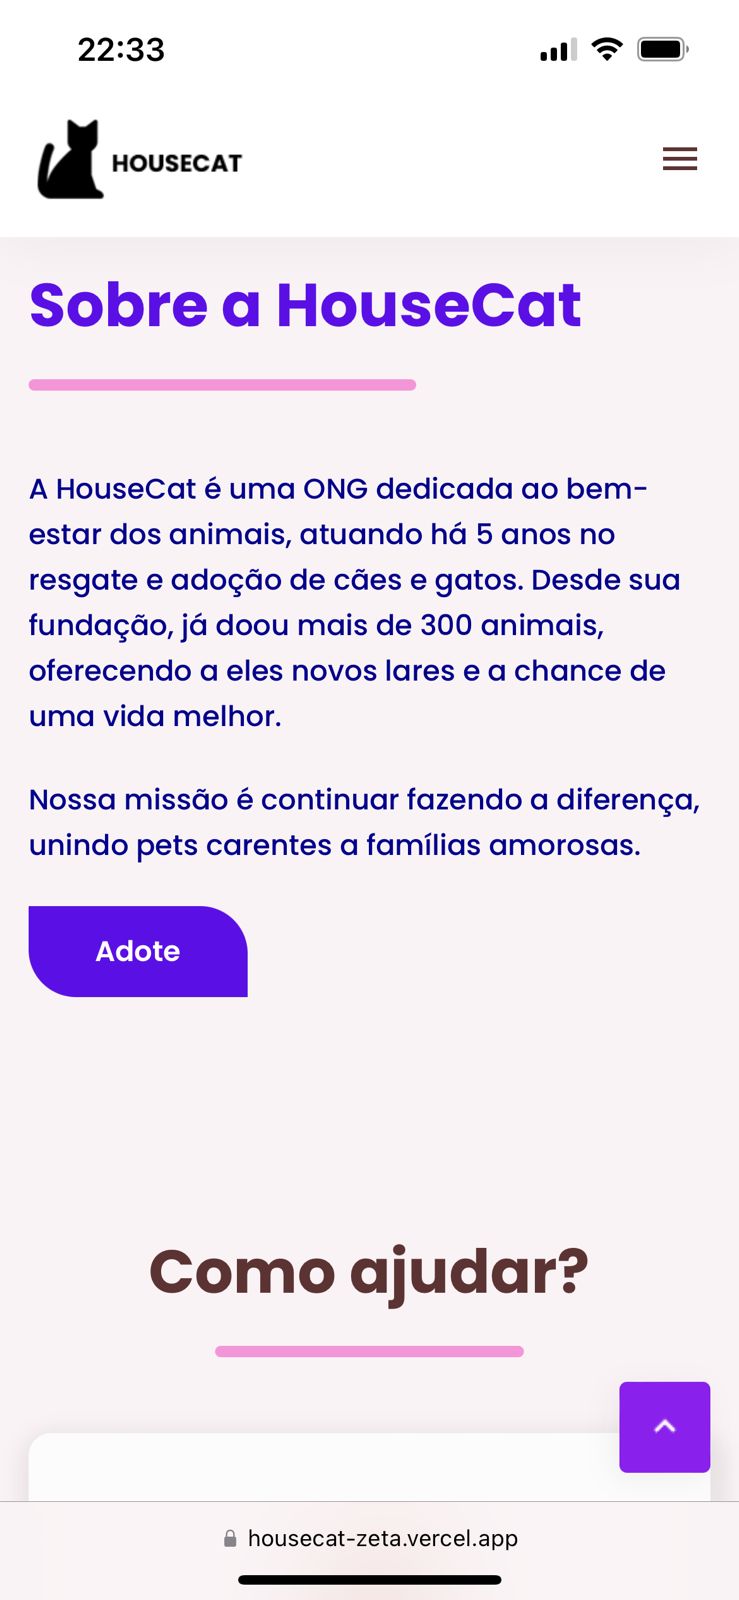 22:33
HOUSECAT
Sobre a HouseCat
A HouseCat é uma ONG dedicada ao bem-
estar dos animais, atuando há 5 anos no
resgate e adoção de cães e gatos. Desde sua
fundação, já doou mais de 300 animais,
oferecendo a eles novos lares e a chance de
uma vida melhor.
Nossa missão é continuar fazendo a diferença,
unindo pets carentes a famílias amorosas.
Adote
Como ajudar?
housecat-zeta.vercel.app